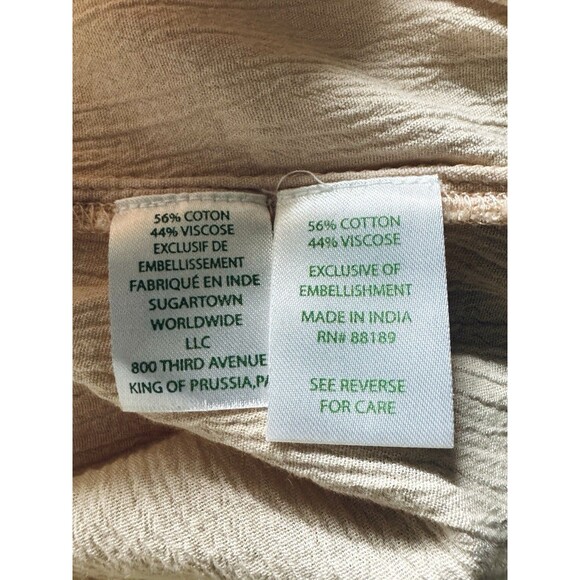 56% COTON
44% VISCOSE
EXCLUSIF DE
EMBELLISSEMENT
FABRIQUÉ EN INDE
SUGARTOWN
WORLDWIDE
LLC
800 THIRD AVENUE
KING OF PRUSSIA,PA
56% COTTON
44% VISCOSE
EXCLUSIVE OF
EMBELLISHMENT
MADE IN INDIA
RN# 88189
SEE REVERSE
FOR CARE